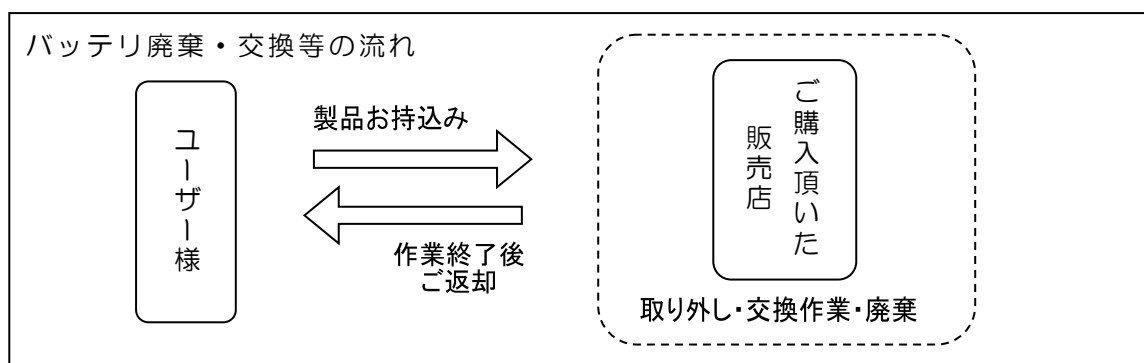 バッテリ廃棄・交換等の流れ
ユーザー様
製品お持込み
作業終了後
ご返却
ご購入頂いた
販売店
取り外し・交換作業・廃棄